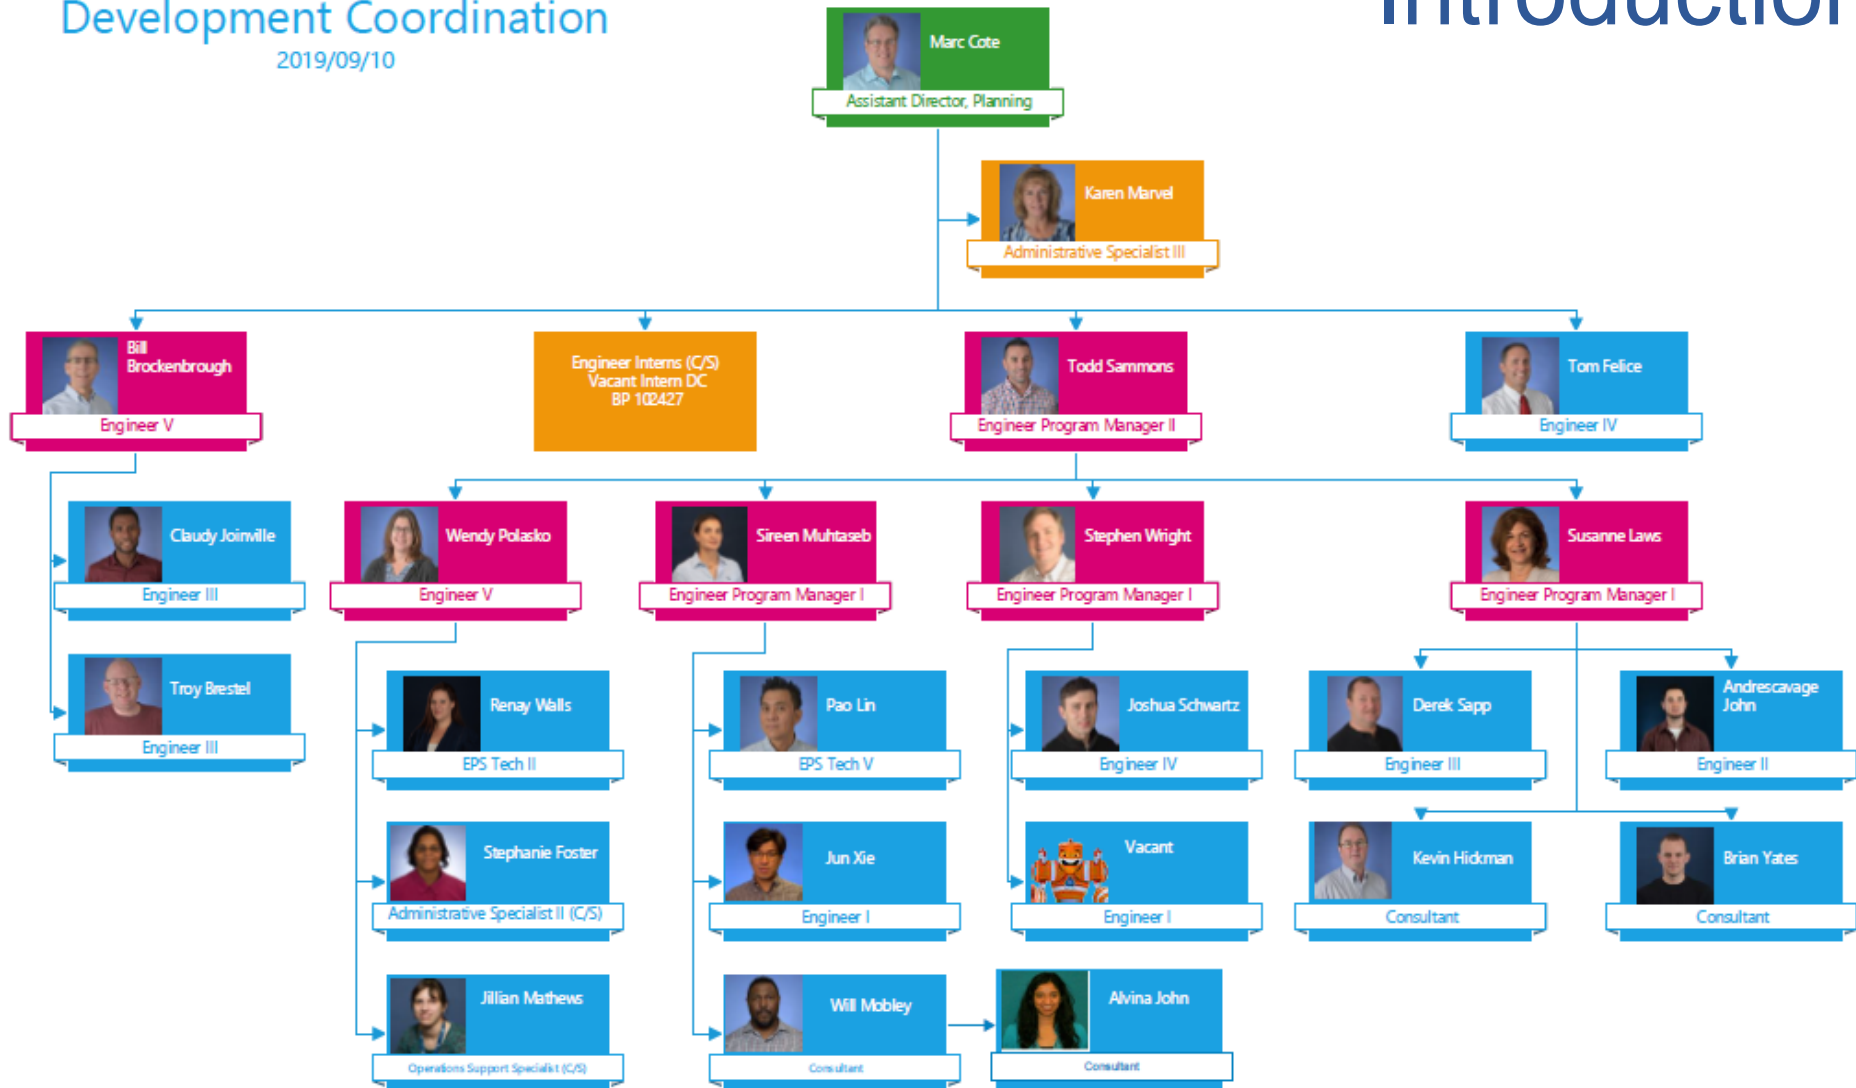 Development Coordination
2019/09/10
Introduction
Marc Cote
Assistant Director, Planning
Karen Marvel
Administrative Specialist III
Bill
Brockenbrough
Engineer V
Engineer Interns (C/S)
Vacant Intern DC
BP 102427
Todd Sammons
Engineer Program Manager II
Tom Felice
Engineer IV
Claudy Joinville
Engineer III
Wendy Polasko
Engineer V
Sireen Muhtaseb
Engineer Program Manager I
Stephen Wright
Engineer Program Manager I
Susanne Laws
Engineer Program Manager I
Troy Brestel
Engineer III
Renay Walls
EPS Tech II
Pao Lin
EPS Tech V
Joshua Schwartz
Engineer IV
Derek Sapp
Engineer III
Andrescavage
John
Engineer II
Stephanie Foster
Administrative Specialist II (C/S)
Jun Xie
Engineer I
Vacant
Engineer I
Kevin Hickman
Consultant
Brian Yates
Consultant
Jillian Mathews
Operations Support Specialist (C/S)
Will Mobley
Consultant
Alvina John
Consultant